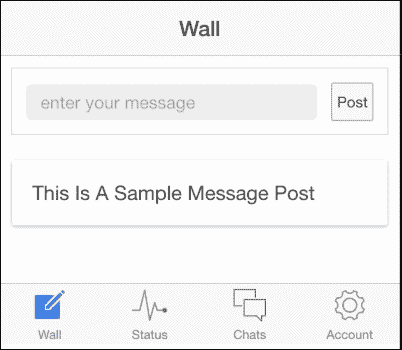 Wall
enter your message
Post
This Is A Sample Message Post
Wall
Status
Chats
Account